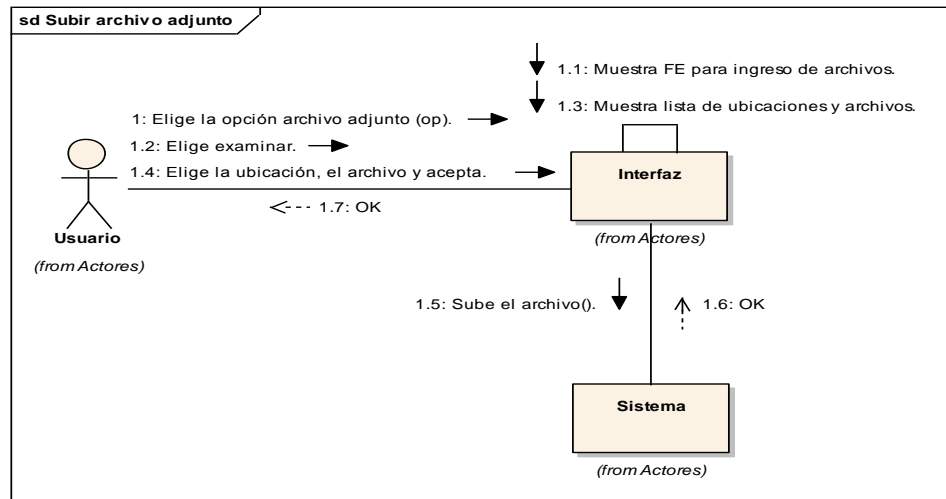 sd Subir archivo adjunto
1.1: Muestra FE para ingreso de archivos.
1.3: Muestra lista de ubicaciones y archivos.
1: Elige la opción archivo adjunto (op).
1.2: Elige examinar.
1.4: Elige la ubicación, el archivo y acepta.
Interfaz
1.7: OK
Usuario
(from Actores)
(from Actores)
1.5: Sube el archivo().
1.6: OK
Sistema
(from Actores)